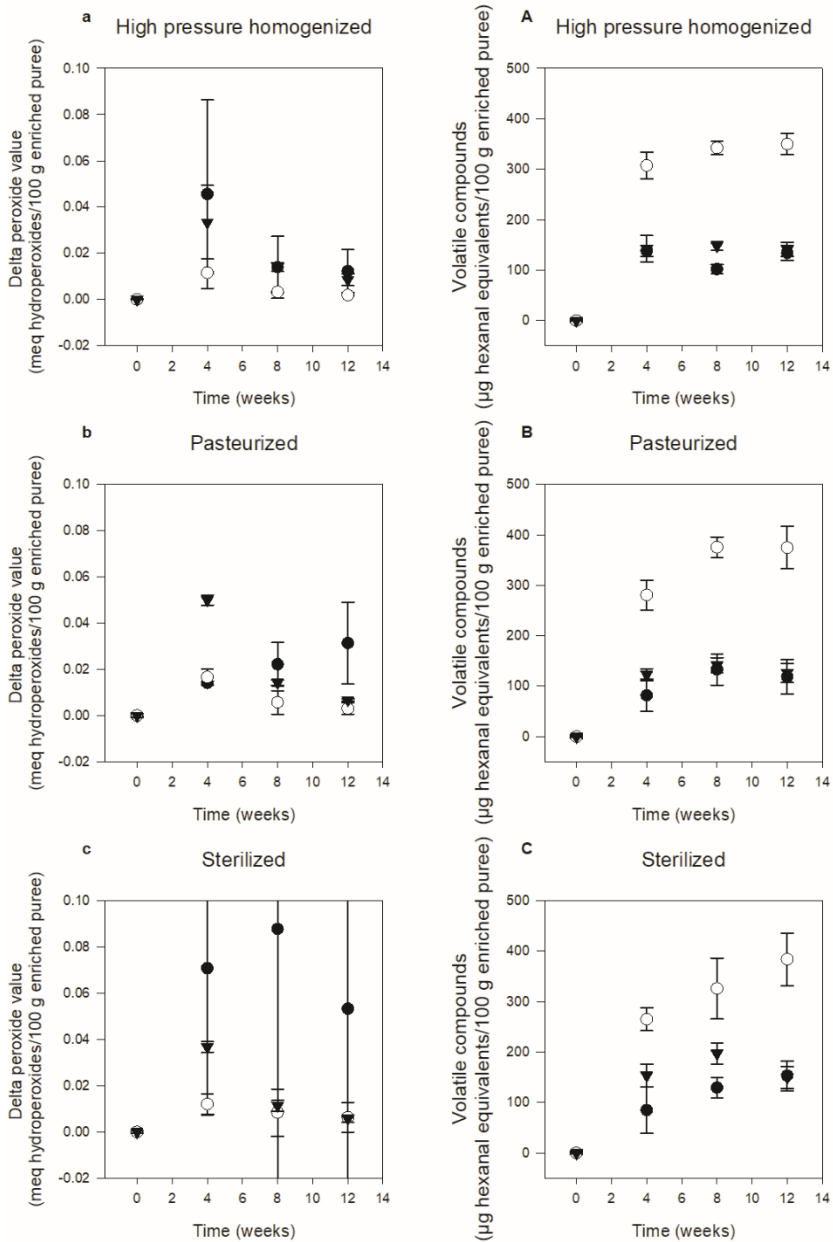 a High pressure homogenized
Delta peroxide value
(meq hydroperoxides/100 g enriched puree)
0.10
0.08
0.06
0.04
0.02
0.00
-0.02
0 2 4 6 8 10 12 14
Time (weeks)
A High pressure homogenized
Volatile compounds
(µg hexanal equivalents/100 g enriched puree)
500
400
300
200
100
0
0 2 4 6 8 10 12 14
Time (weeks)
b Pasteurized
Delta peroxide value
(meq hydroperoxides/100 g enriched puree)
0.10
0.08
0.06
0.04
0.02
0.00
-0.02
0 2 4 6 8 10 12 14
Time (weeks)
B Pasteurized
Volatile compounds
(µg hexanal equivalents/100 g enriched puree)
500
400
300
200
100
0
0 2 4 6 8 10 12 14
Time (weeks)
c Sterilized
Delta peroxide value
(meq hydroperoxides/100 g enriched puree)
0.10
0.08
0.06
0.04
0.02
0.00
-0.02
0 2 4 6 8 10 12 14
Time (weeks)
C Sterilized
Volatile compounds
(µg hexanal equivalents/100 g enriched puree)
500
400
300
200
100
0
0 2 4 6 8 10 12 14
Time (weeks)